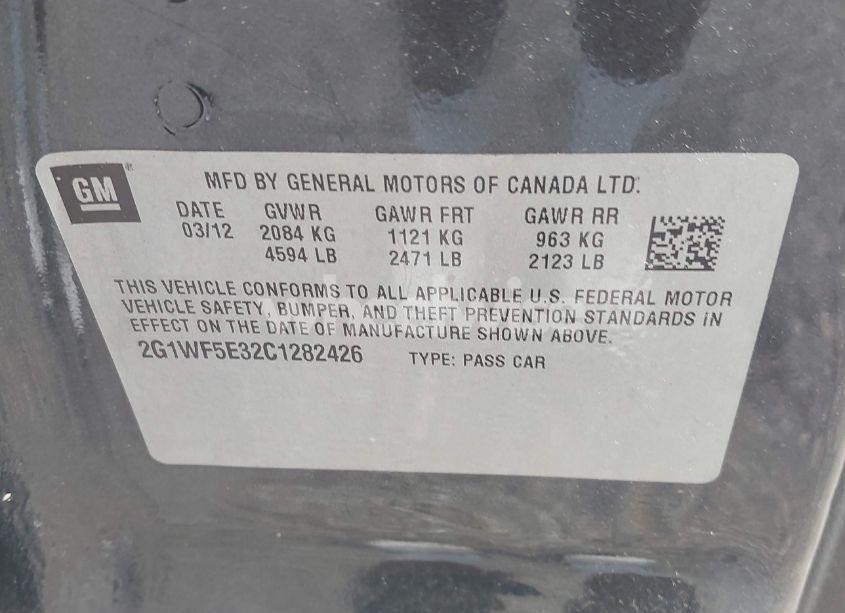 GM
MFD BY GENERAL MOTORS OF CANADA LTD.
DATE GVWR GAWR FRT GAWR RR
03/12 2084 KG 1121 KG 963 KG
4594 LB 2471 LB 2123 LB
THIS VEHICLE CONFORMS TO ALL APPLICABLE U.S. FEDERAL MOTOR
VEHICLE SAFETY, BUMPER, AND THEFT PREVENTION STANDARDS IN
EFFECT ON THE DATE OF MANUFACTURE SHOWN ABOVE.
2G1WF5E32C1282426 TYPE: PASS CAR